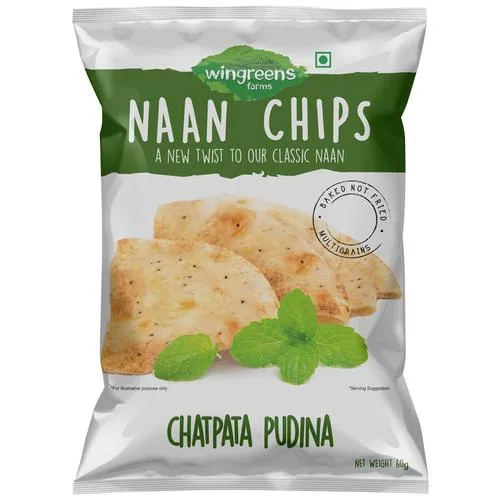 wingreens
farms
NAAN CHIPS
A NEW TWIST TO OUR CLASSIC NAAN
BAKED NOT FRIED
MULTIGRAINS
*For illustrative purpose only
*Serving Suggestion
CHATPATA PUDINA
NET WEIGHT 60g